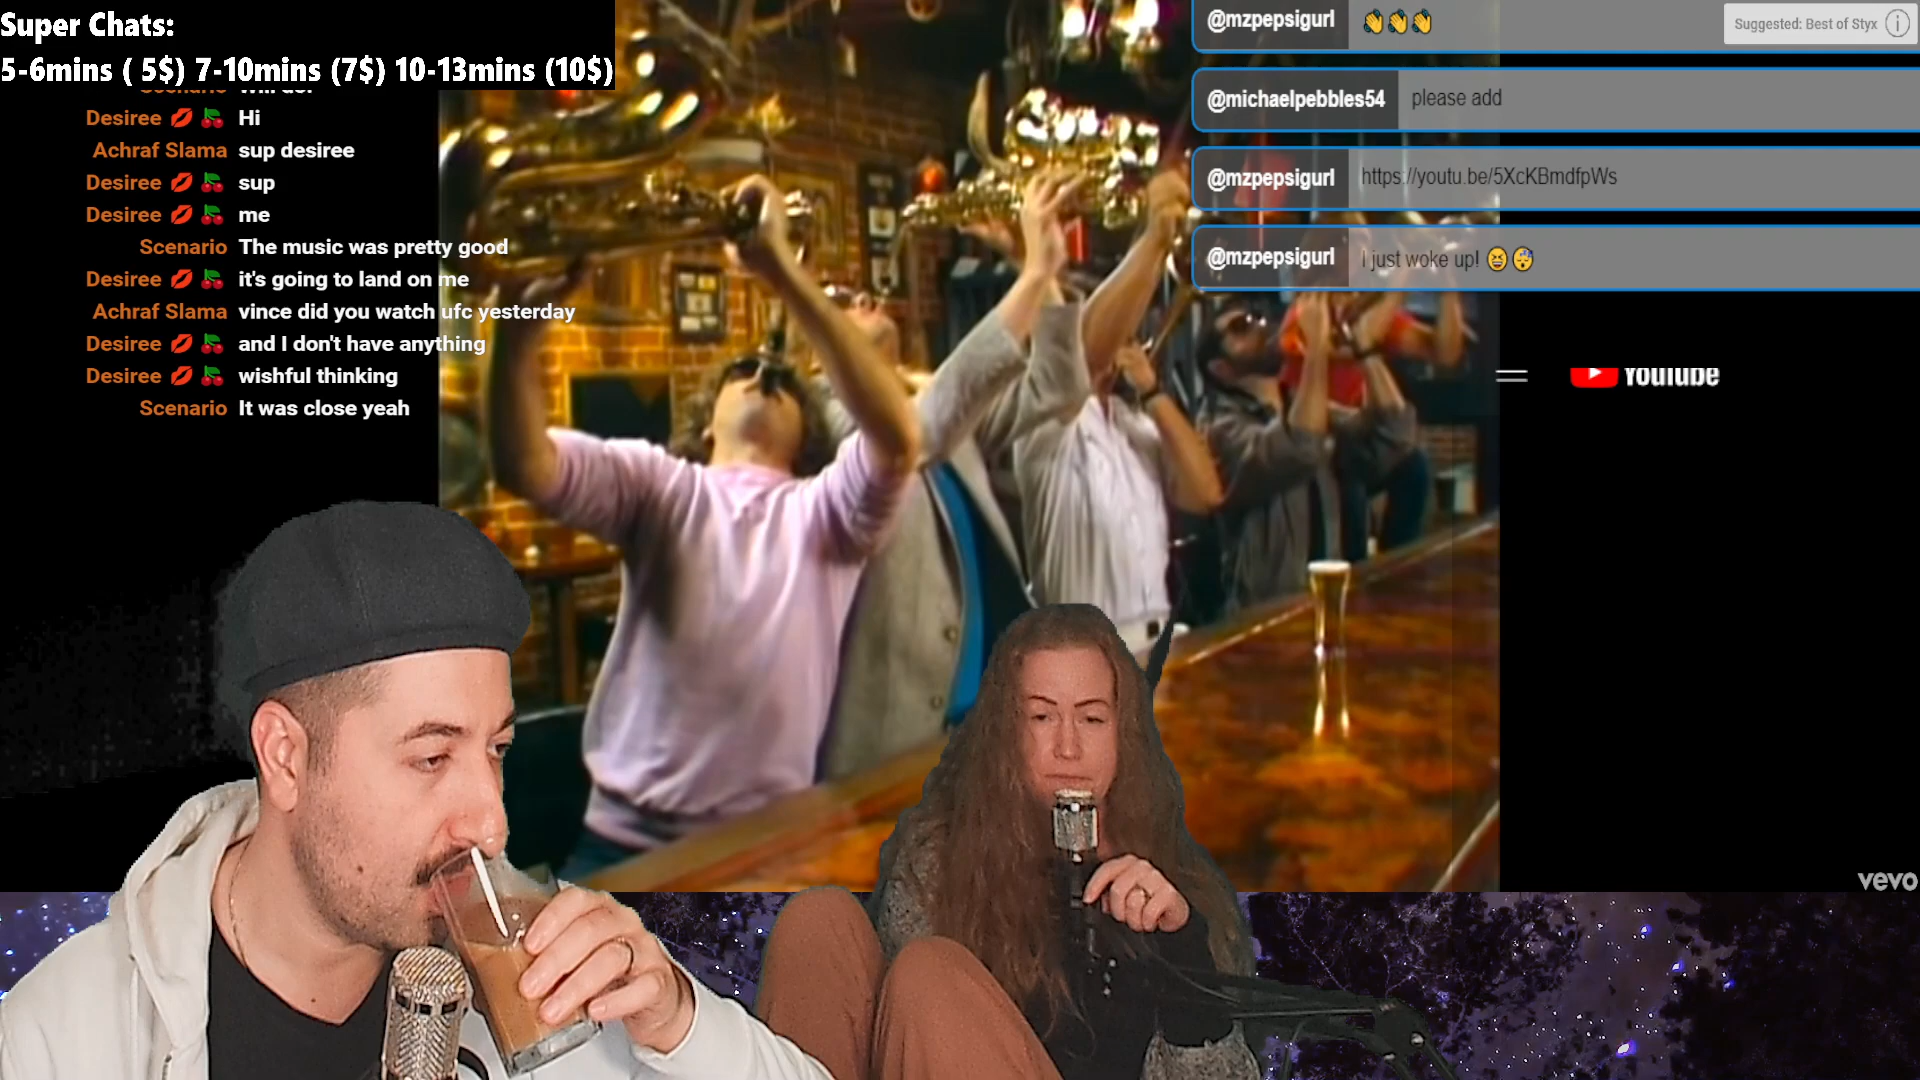 Super Chats:
5-6mins ( 5$) 7-10mins (7$) 10-13mins (10$)
Scenario will do!
Desiree 💋 🍒 Hi
Achraf Slama sup desiree
Desiree 💋 🍒 sup
Desiree 💋 🍒 me
Scenario The music was pretty good
Desiree 💋 🍒 it's going to land on me
Achraf Slama vince did you watch ufc yesterday
Desiree 💋 🍒 and I don't have anything
Desiree 💋 🍒 wishful thinking
Scenario It was close yeah
@mzpepsigurl 👏👏👏
Suggested: Best of Styx
@michaelpebbles54 please add
@mzpepsigurl https://youtu.be/5XcKBmdfpWs
@mzpepsigurl I just woke up! 😆😴
YouTube
vevo